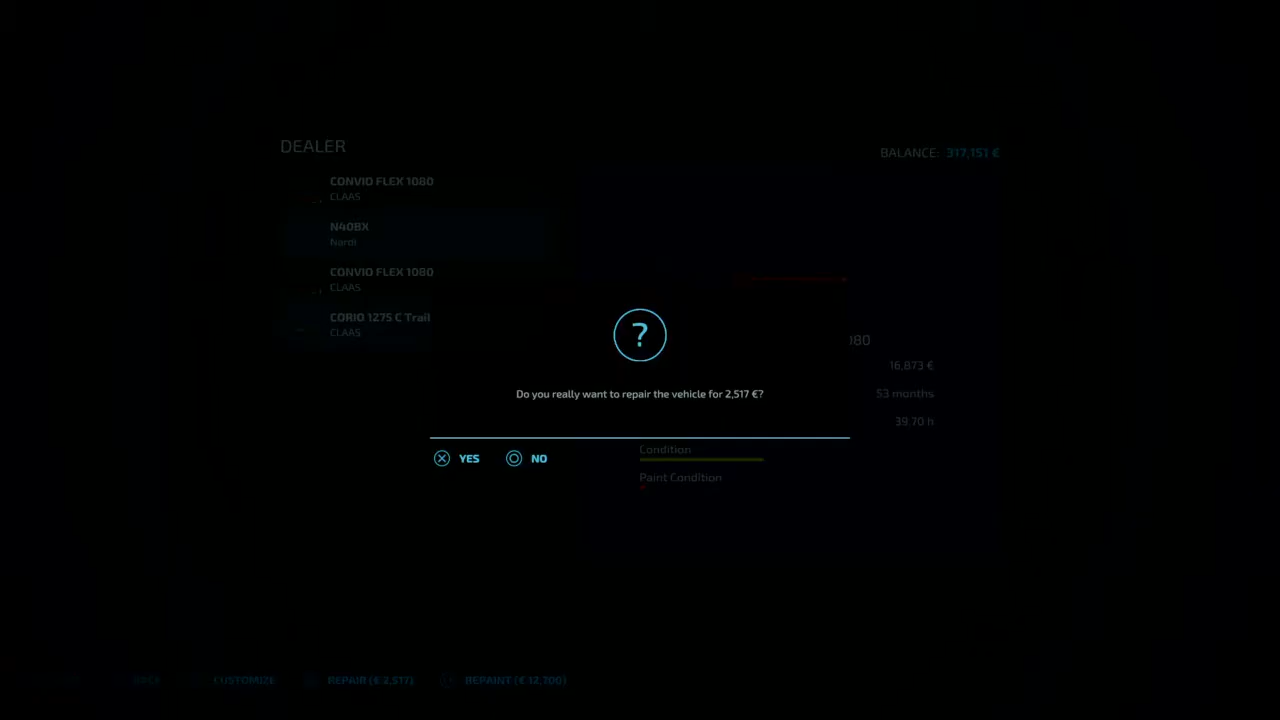 DEALER
BALANCE: 317,151 €
CONVIO FLEX 1080
CLAAS
N40BX
Nardi
CONVIO FLEX 1080
CLAAS
CORIO 1275 C Trail
CLAAS
?
Do you really want to repair the vehicle for 2,517 €?
YES
NO
16,873 €
53 months
39.70 h
Condition
Paint Condition
CUSTOMIZE
REPAIR (€ 2,517)
REPAINT (€ 12,700)